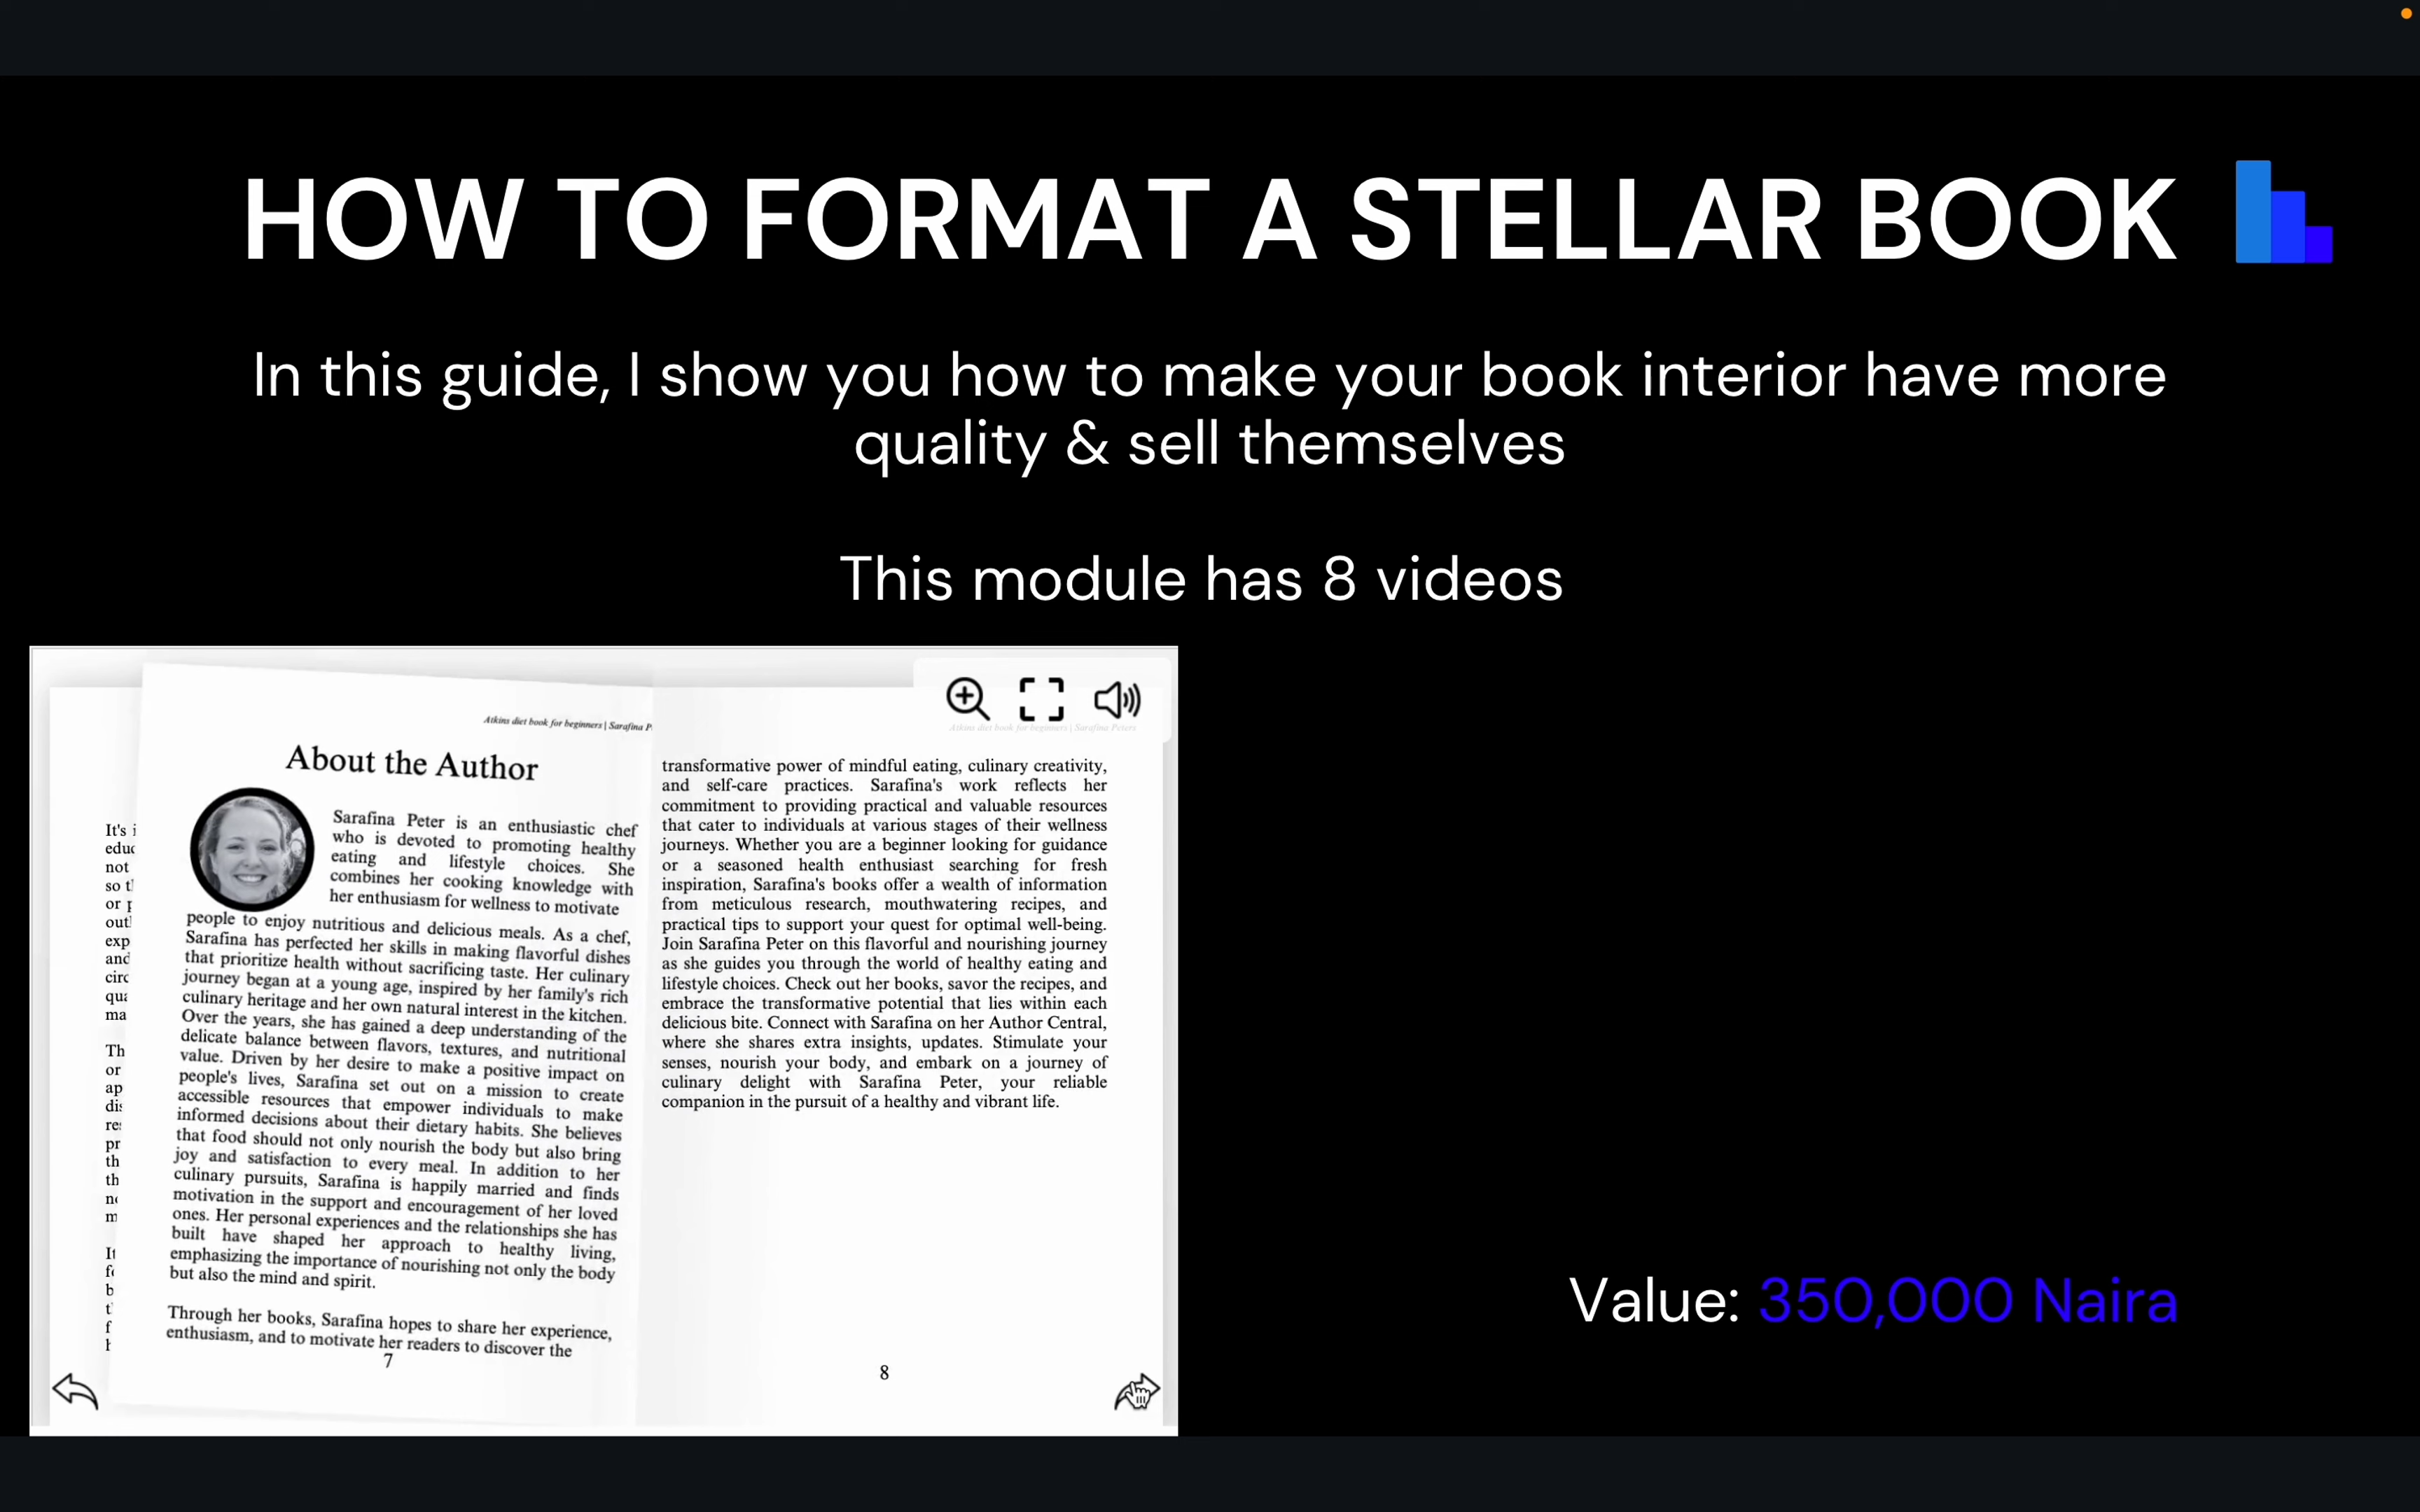 HOW TO FORMAT A STELLAR BOOK
In this guide, I show you how to make your book interior have more
quality & sell themselves
This module has 8 videos
Atkins diet book for beginners | Sarafina P
About the Author
Sarafina Peter is an enthusiastic chef
who is devoted to promoting healthy
eating and lifestyle choices. She
combines her cooking knowledge with
her enthusiasm for wellness to motivate
people to enjoy nutritious and delicious meals. As a chef,
Sarafina has perfected her skills in making flavorful dishes
that prioritize health without sacrificing taste. Her culinary
journey began at a young age, inspired by her family's rich
culinary heritage and her own natural interest in the kitchen.
Over the years, she has gained a deep understanding of the
delicate balance between flavors, textures, and nutritional
value. Driven by her desire to make a positive impact on
people's lives, Sarafina set out on a mission to create
accessible resources that empower individuals to make
informed decisions about their dietary habits. She believes
that food should not only nourish the body but also bring
joy and satisfaction to every meal. In addition to her
culinary pursuits, Sarafina is happily married and finds
motivation in the support and encouragement of her loved
ones. Her personal experiences and the relationships she has
built have shaped her approach to healthy living,
emphasizing the importance of nourishing not only the body
but also the mind and spirit.
Through her books, Sarafina hopes to share her experience,
enthusiasm, and to motivate her readers to discover the
7
Atkins diet book for beginners | Sarafina Peters
transformative power of mindful eating, culinary creativity,
and self-care practices. Sarafina's work reflects her
commitment to providing practical and valuable resources
that cater to individuals at various stages of their wellness
journeys. Whether you are a beginner looking for guidance
or a seasoned health enthusiast searching for fresh
inspiration, Sarafina's books offer a wealth of information
from meticulous research, mouthwatering recipes, and
practical tips to support your quest for optimal well-being.
Join Sarafina Peter on this flavorful and nourishing journey
as she guides you through the world of healthy eating and
lifestyle choices. Check out her books, savor the recipes, and
embrace the transformative potential that lies within each
delicious bite. Connect with Sarafina on her Author Central,
where she shares extra insights, updates. Stimulate your
senses, nourish your body, and embark on a journey of
culinary delight with Sarafina Peter, your reliable
companion in the pursuit of a healthy and vibrant life.
8
Value: 350,000 Naira